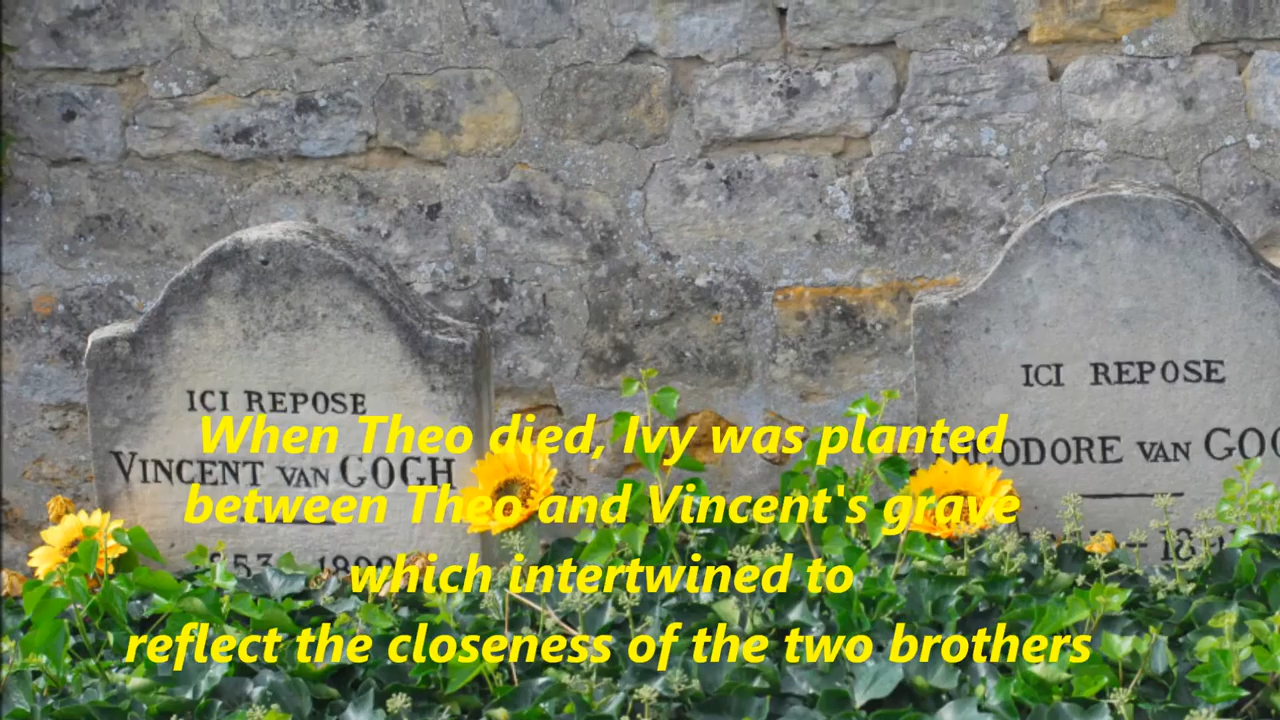 ICI REPOSE
VINCENT VAN GOGH
ICI REPOSE
ODORE VAN GO
When Theo died, Ivy was planted
between Theo and Vincent's grave
which intertwined to
reflect the closeness of the two brothers